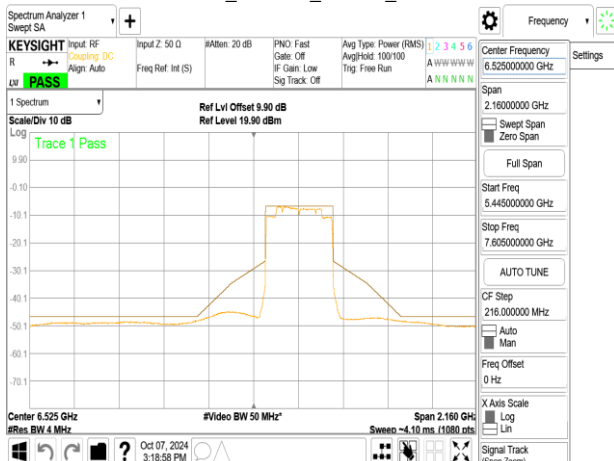 Spectrum Analyzer 1
Swept SA
Frequency
Settings
KEYSIGHT
R
LXI
PASS
Input: RF
Coupling: DC
Align: Auto
Input Z: 50 Ω
Freq Ref: Int (S)
#Atten: 20 dB
PNO: Fast
Gate: Off
IF Gain: Low
Sig Track: Off
Avg Type: Power (RMS)
Avg|Hold: 100/100
Trig: Free Run
1 2 3 4 5 6
A W W W W W
A N N N N N
1 Spectrum
Scale/Div 10 dB
Ref Lvl Offset 9.90 dB
Ref Level 19.90 dBm
Log
Trace 1 Pass
9.90
-0.10
-10.1
-20.1
-30.1
-40.1
-50.1
-60.1
-70.1
Center 6.525 GHz
#Video BW 50 MHz*
Span 2.160 GHz
#Res BW 4 MHz
Sweep ~4.10 ms (1080 pts
Oct 07, 2024
3:18:58 PM
Center Frequency
6.525000000 GHz
Span
2.16000000 GHz
Swept Span
Zero Span
Full Span
Start Freq
5.445000000 GHz
Stop Freq
7.605000000 GHz
AUTO TUNE
CF Step
216.000000 MHz
Auto
Man
Freq Offset
0 Hz
X Axis Scale
Log
Lin
Signal Track
(Span Zoom)